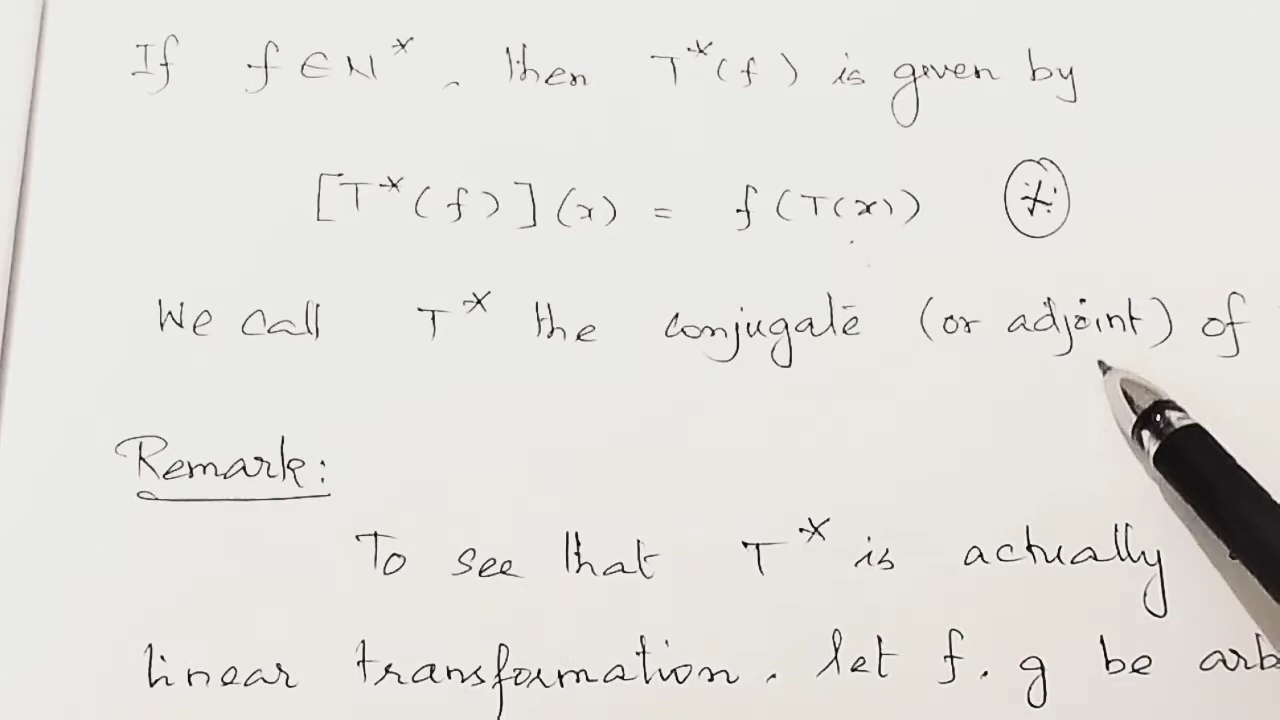 If f ∈ N*, then T*(f) is given by
[T*(f)](x) = f(T(x)) (*)
We call T* the conjugate (or adjoint) of
Remark:
To see that T* is actually
linear transformation. let f, g be arb